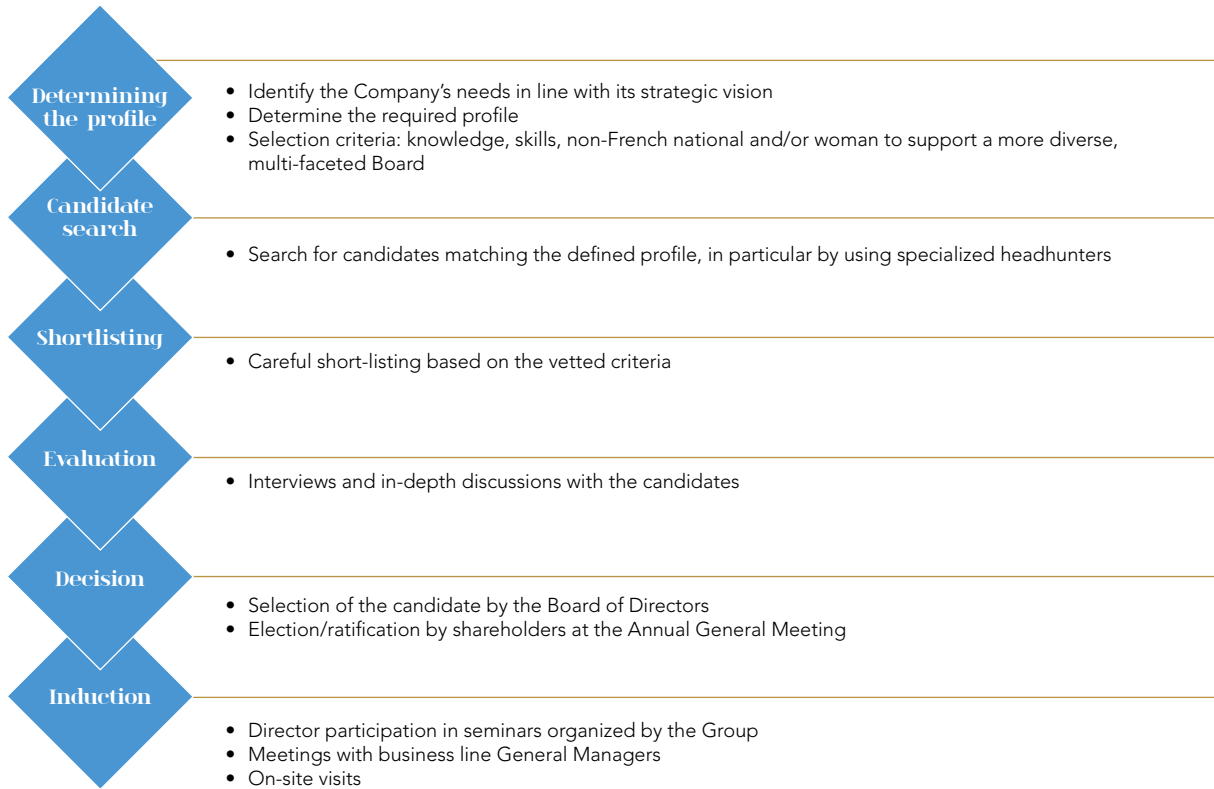 Determining
the profile
• Identify the Company’s needs in line with its strategic vision
• Determine the required profile
• Selection criteria: knowledge, skills, non-French national and/or woman to support a more diverse,
multi-faceted Board
Candidate
search
• Search for candidates matching the defined profile, in particular by using specialized headhunters
Shortlisting
• Careful short-listing based on the vetted criteria
Evaluation
• Interviews and in-depth discussions with the candidates
Decision
• Selection of the candidate by the Board of Directors
• Election/ratification by shareholders at the Annual General Meeting
Induction
• Director participation in seminars organized by the Group
• Meetings with business line General Managers
• On-site visits